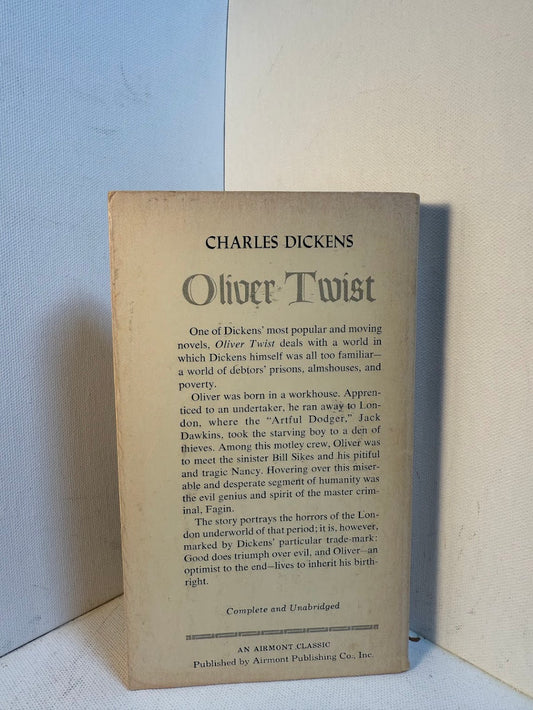 CHARLES DICKENS
Oliver Twist
One of Dickens' most popular and moving
novels, Oliver Twist deals with a world in
which Dickens himself was all too familiar—
a world of debtors' prisons, almshouses, and
poverty.
Oliver was born in a workhouse. Appren-
ticed to an undertaker, he ran away to Lon-
don, where the "Artful Dodger," Jack
Dawkins, took the starving boy to a den of
thieves. Among this motley crew, Oliver was
to meet the sinister Bill Sikes and his pitiful
and tragic Nancy. Hovering over this miser-
able and desperate segment of humanity was
the evil genius and spirit of the master crim-
inal, Fagin.
The story portrays the horrors of the Lon-
don underworld of that period; it is, however,
marked by Dickens' particular trade-mark:
Good does triumph over evil, and Oliver—an
optimist to the end—lives to inherit his birth-
right.
Complete and Unabridged
AN AIRMONT CLASSIC
Published by Airmont Publishing Co., Inc.